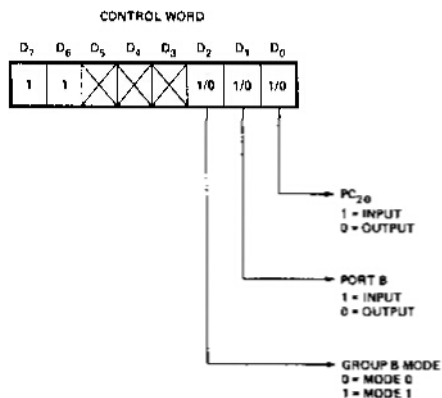 CONTROL WORD
D7 D6 D5 D4 D3 D2 D1 D0
1 1 1/0 1/0 1/0
PC2-0
1 = INPUT
0 = OUTPUT
PORT B
1 = INPUT
0 = OUTPUT
GROUP B MODE
0 = MODE 0
1 = MODE 1